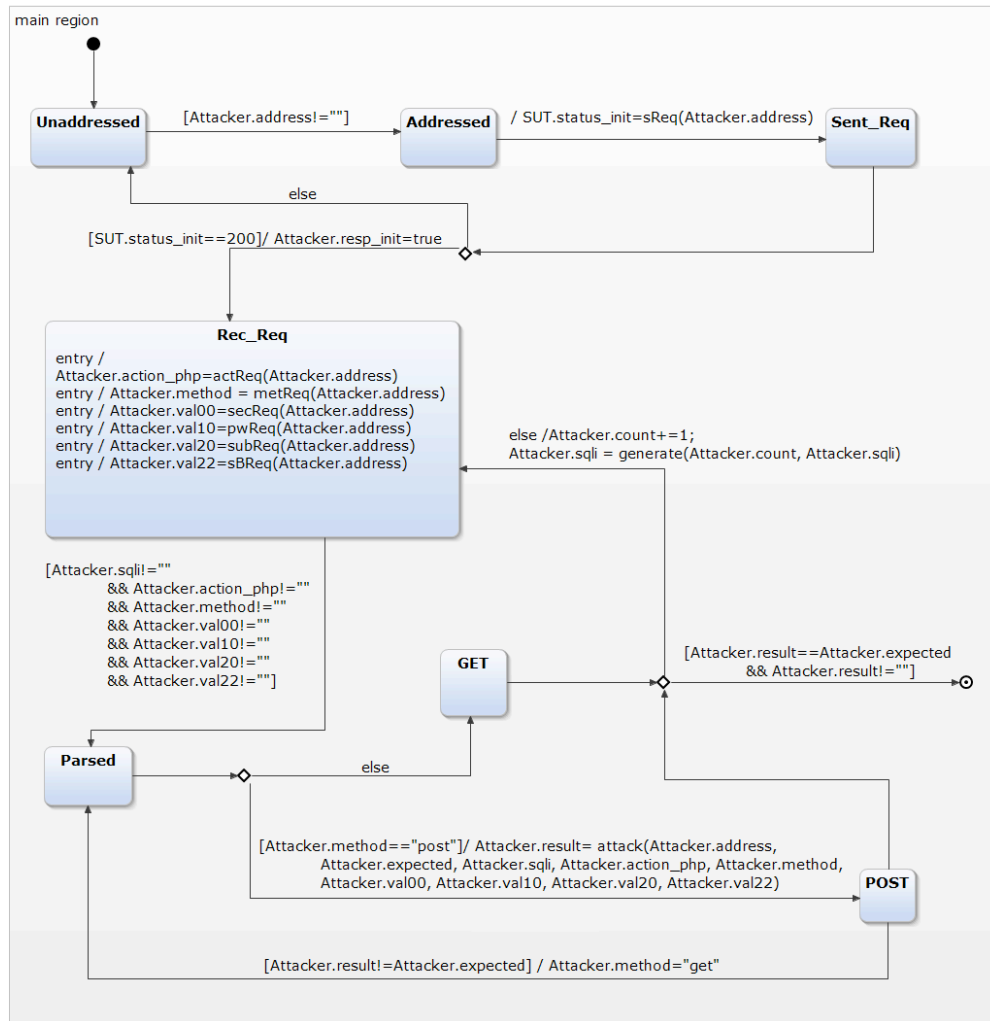 main region
Unaddressed
[Attacker.address!=""]
Addressed
/ SUT.status_init=sReq(Attacker.address)
Sent_Req
else
[SUT.status_init==200]/ Attacker.resp_init=true
Rec_Req
entry /
Attacker.action_php=actReq(Attacker.address)
entry / Attacker.method = metReq(Attacker.address)
entry / Attacker.val00=secReq(Attacker.address)
entry / Attacker.val10=pwReq(Attacker.address)
entry / Attacker.val20=subReq(Attacker.address)
entry / Attacker.val22=sBReq(Attacker.address)
else /Attacker.count+=1;
Attacker.sqli = generate(Attacker.count, Attacker.sqli)
[Attacker.sqli!=""
&& Attacker.action_php!=""
&& Attacker.method!=""
&& Attacker.val00!=""
&& Attacker.val10!=""
&& Attacker.val20!=""
&& Attacker.val22!=""]
GET
[Attacker.result==Attacker.expected
&& Attacker.result!=""]
Parsed
else
[Attacker.method=="post"]/ Attacker.result= attack(Attacker.address,
Attacker.expected, Attacker.sqli, Attacker.action_php, Attacker.method,
Attacker.val00, Attacker.val10, Attacker.val20, Attacker.val22)
POST
[Attacker.result!=Attacker.expected] / Attacker.method="get"